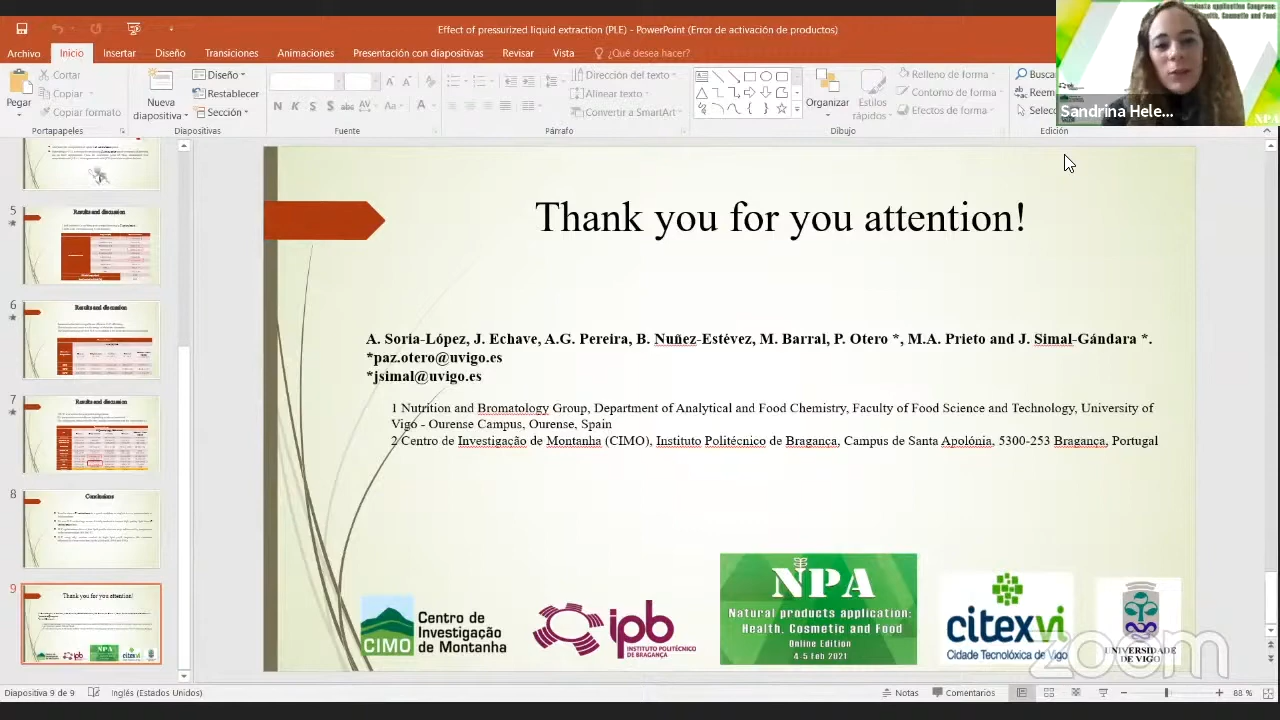 Effect of pressurized liquid extraction (PLE) - PowerPoint (Error de activación de productos)
Archivo Inicio Insertar Diseño Transiciones Animaciones Presentación con diapositivas Revisar Vista ¿Qué desea hacer?
Pegar
Cortar
Copiar
Nueva diapositiva
Diseño
Restablecer
Sección
Dirección del texto
Alinear texto
Convertir a SmartArt
Organizar
Estilos rápidos
Relleno de forma
Contorno de forma
Efectos de forma
Portapapeles Diapositivas Fuente Párrafo Dibujo Edición
Sandrina Hele...
NPA
5
Results and discussion
6
Results and discussion
7
Results and discussion
8
Conclusions
9
Thank you for you attention!
Thank you for you attention!
A. Soria-López, J. Echave, A.G. Pereira, B. Nuñez-Estévez, M. Barral, P. Otero *, M.A. Prieto and J. Simal-Gándara *.
*paz.otero@uvigo.es
*jsimal@uvigo.es
1 Nutrition and Bromatology Group, Department of Analytical and Food Chemistry, Faculty of Food Science and Technology, University of
Vigo - Ourense Campus, Ourense, Spain
2 Centro de Investigação de Montanha (CIMO), Instituto Politécnico de Bragança, Campus de Santa Apolonia, 5300-253 Bragança, Portugal
CIMO
Centro de
Investigação
de Montanha
ipb
INSTITUTO POLITÉCNICO
DE BRAGANÇA
NPA
Natural products application:
Health, Cosmetic and Food
Online Edition
4-5 Feb 2021
citexvi
Cidade Tecnolóxica de Vigo
UNIVERSIDADE
DE VIGO
zoom
Diapositiva 9 de 9 Inglés (Estados Unidos) Notas Comentarios 88 %